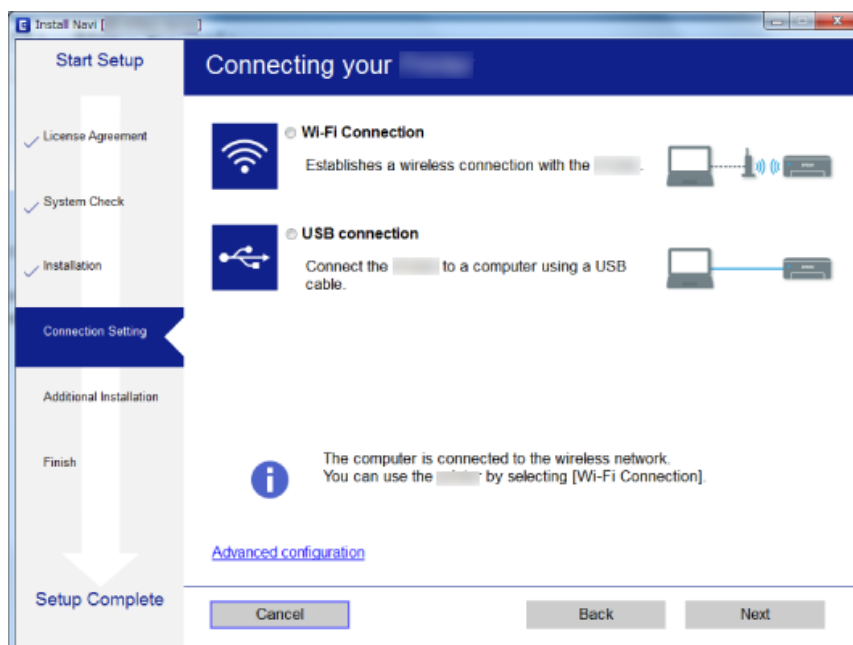 Install Navi [ ]
Start Setup
License Agreement
System Check
Installation
Connection Setting
Additional Installation
Finish
Setup Complete
Connecting your
Wi-Fi Connection
Establishes a wireless connection with the .
USB connection
Connect the to a computer using a USB
cable.
The computer is connected to the wireless network.
You can use the by selecting [Wi-Fi Connection].
Advanced configuration
Cancel
Back
Next